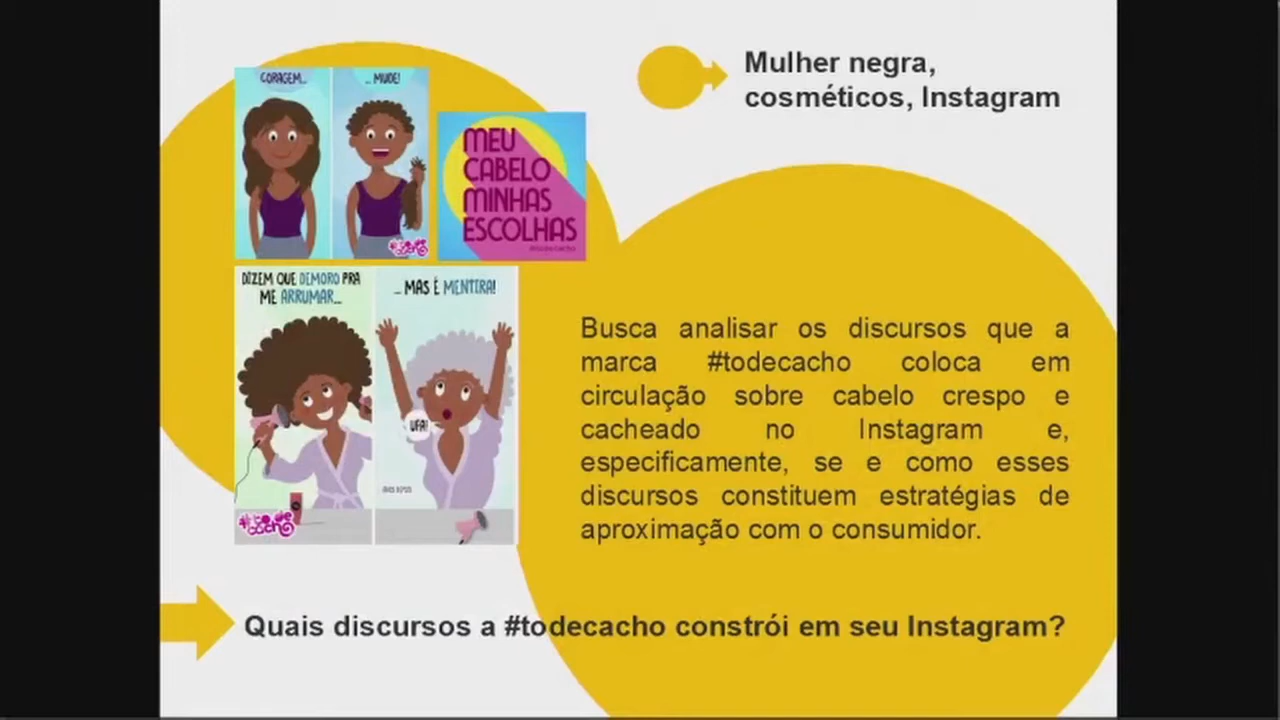 Mulher negra,
cosméticos, Instagram
CORAGEM...
... MUDE!
#todecacho
MEU
CABELO
MINHAS
ESCOLHAS
DIZEM QUE DEMORO PRA
ME ARRUMAR...
... MAS É MENTIRA!
UFA!
#todecacho
Busca analisar os discursos que a
marca #todecacho coloca em
circulação sobre cabelo crespo e
cacheado no Instagram e,
especificamente, se e como esses
discursos constituem estratégias de
aproximação com o consumidor.
Quais discursos a #todecacho constrói em seu Instagram?